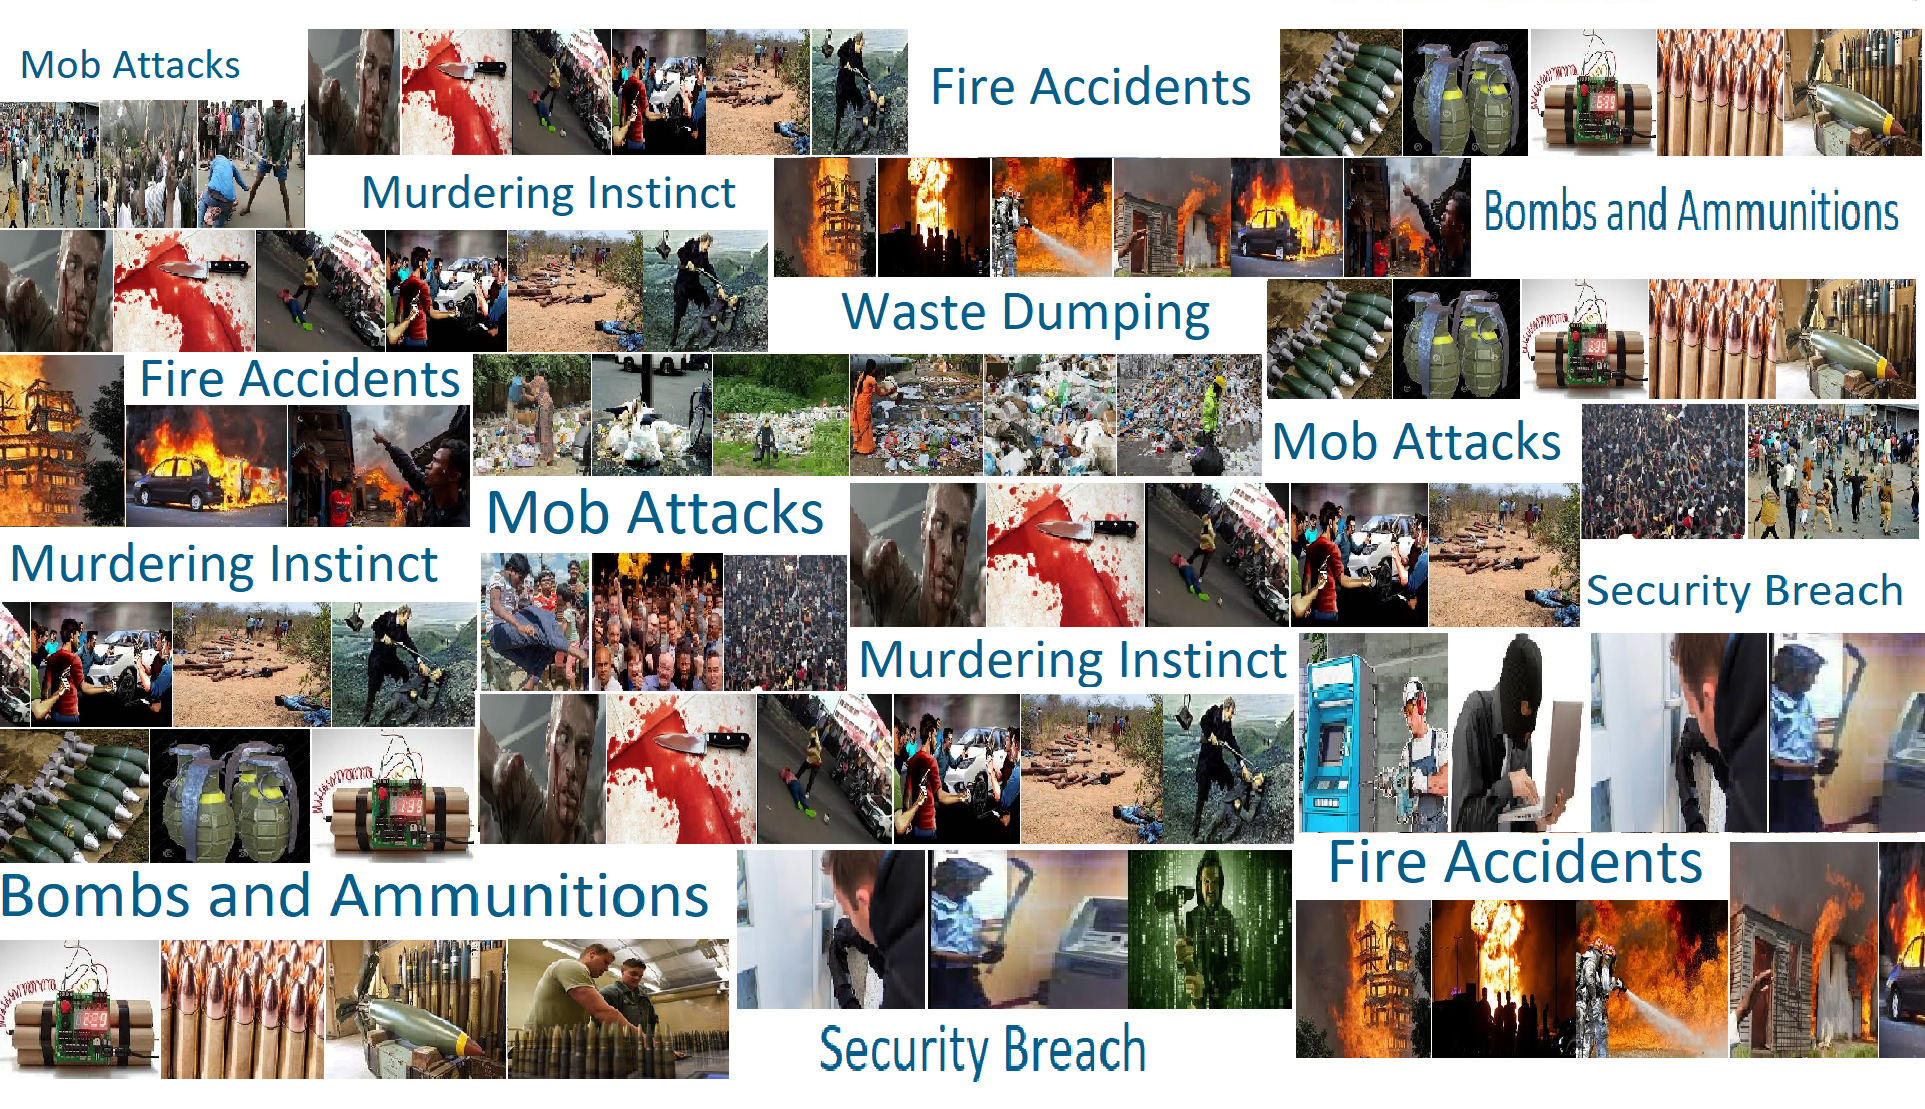 Mob Attacks
Fire Accidents
Murdering Instinct
Bombs and Ammunitions
Waste Dumping
Fire Accidents
Mob Attacks
Mob Attacks
Murdering Instinct
Security Breach
Murdering Instinct
Fire Accidents
Bombs and Ammunitions
Security Breach